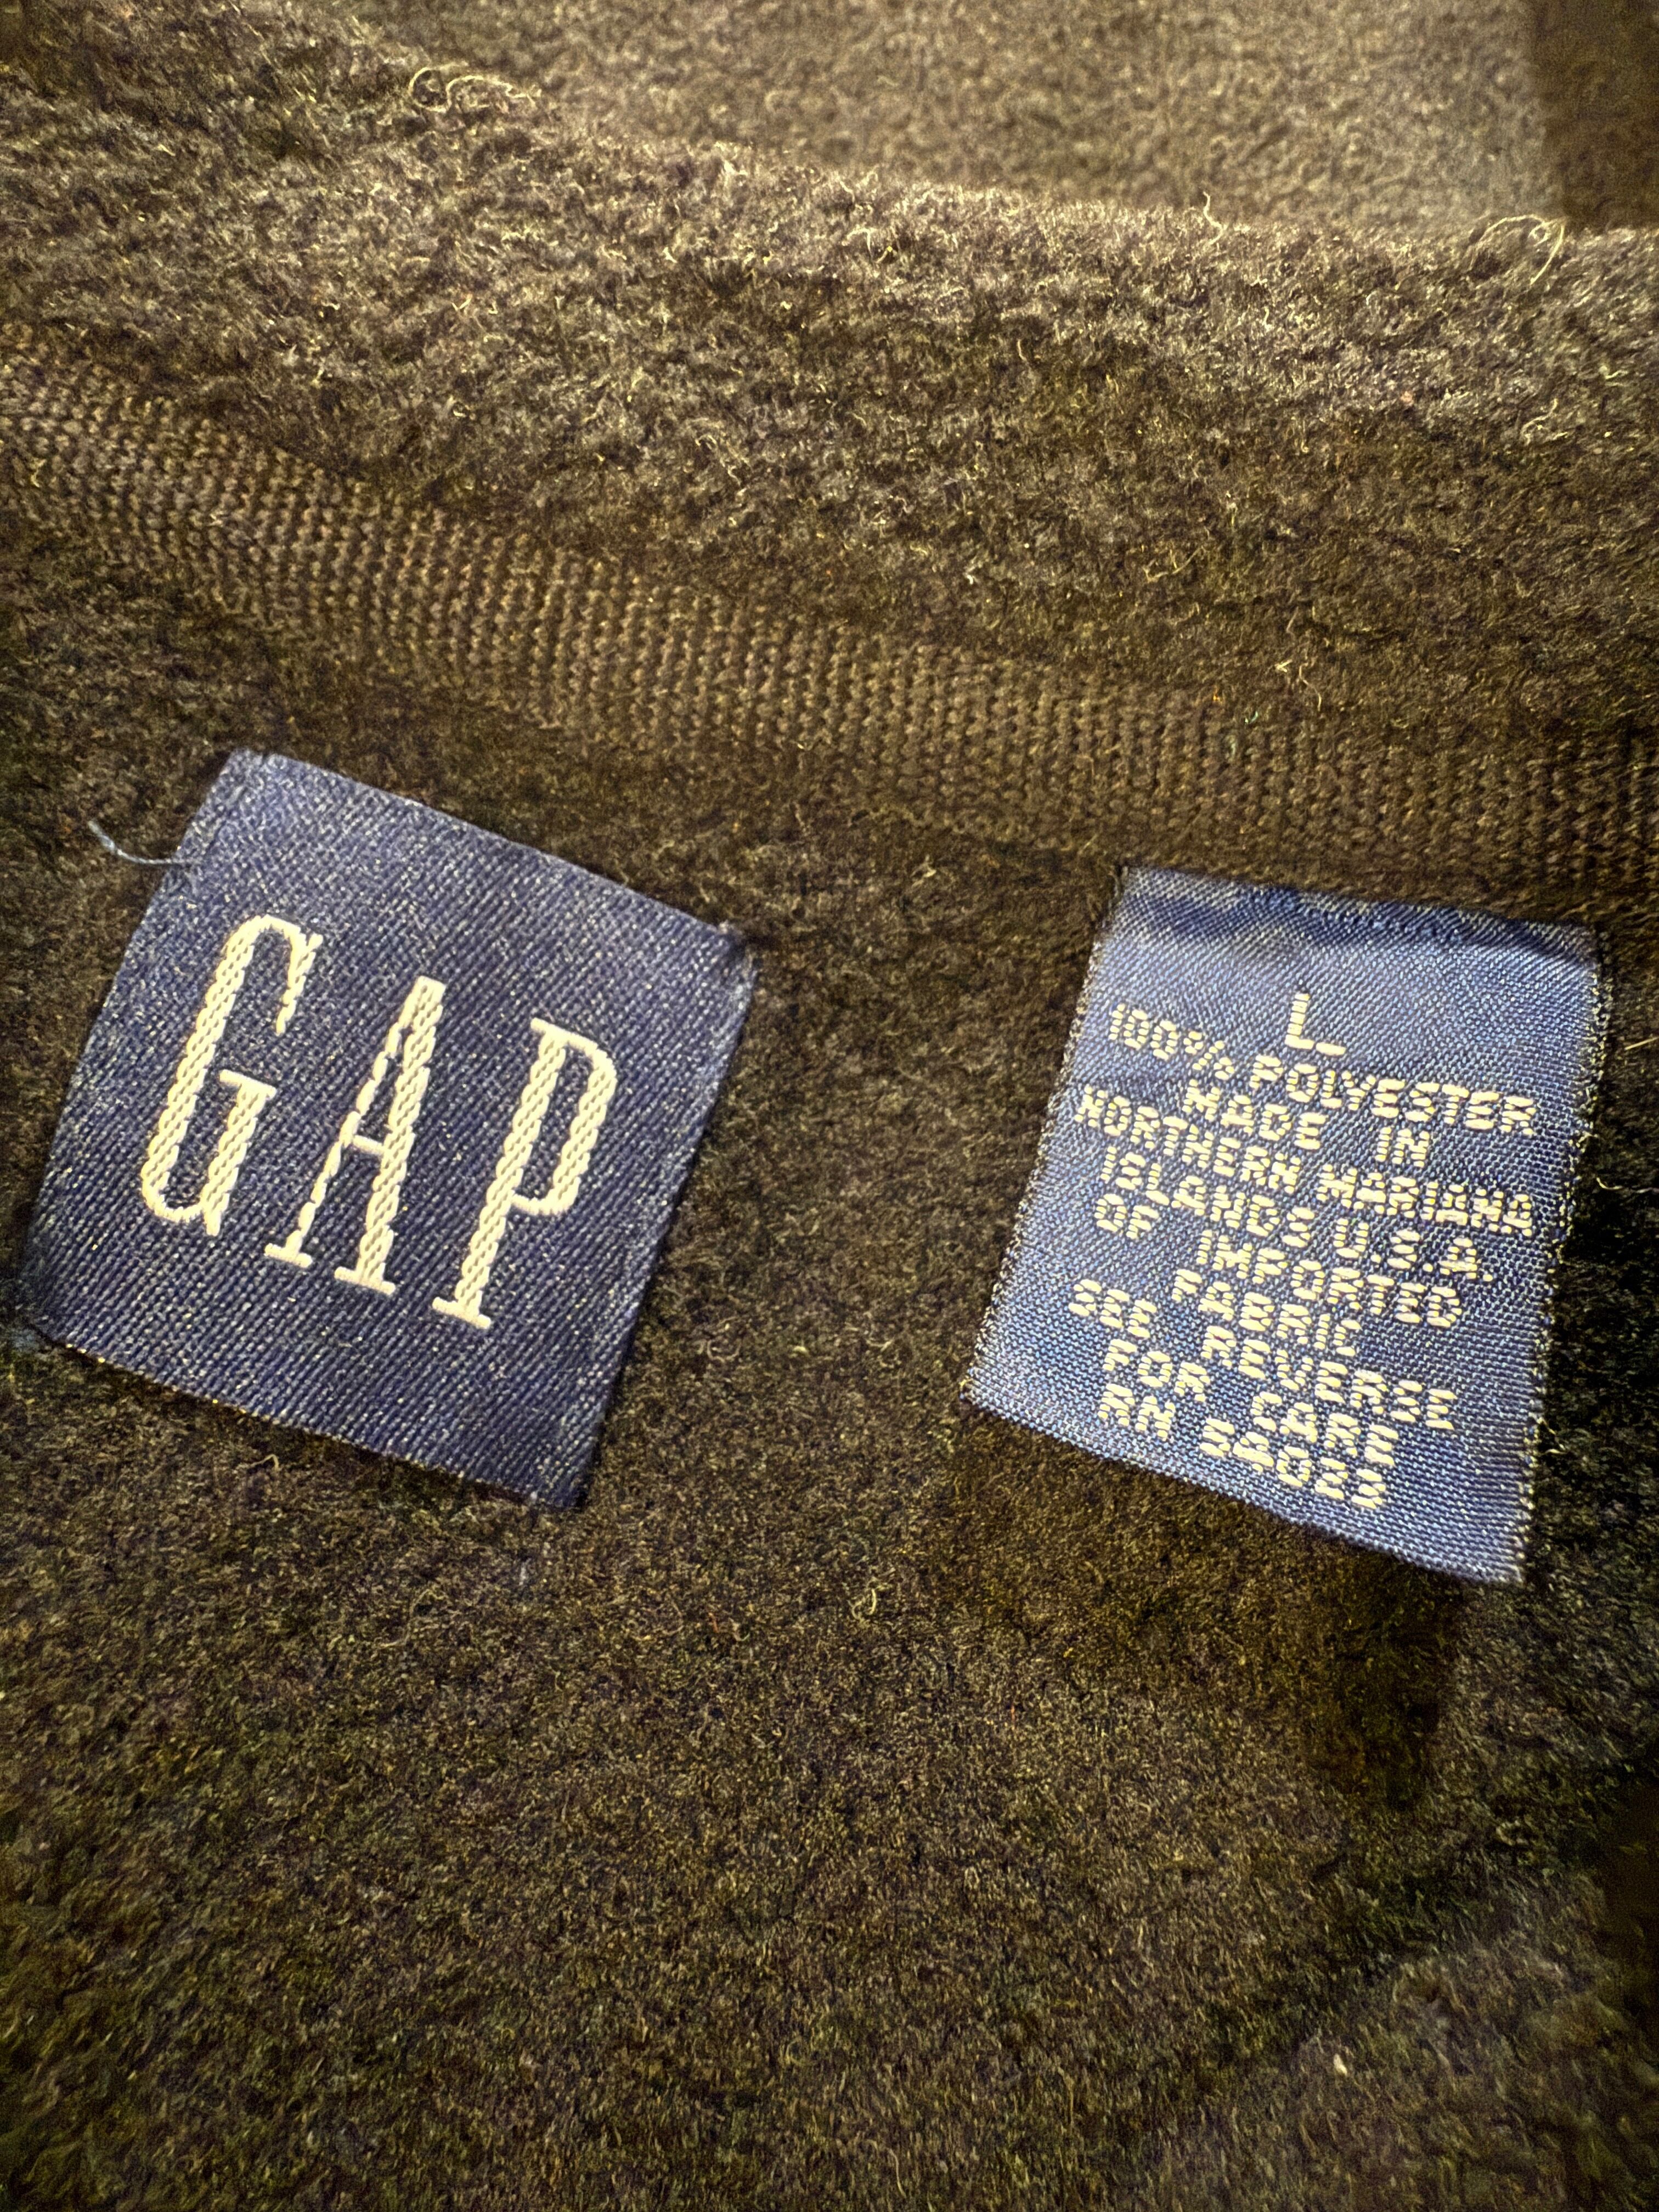 GAP
L
100% POLYESTER
MADE IN
NORTHERN MARIANA
ISLANDS U.S.A.
OF IMPORTED
FABRIC
SEE REVERSE
FOR CARE
RN 54023